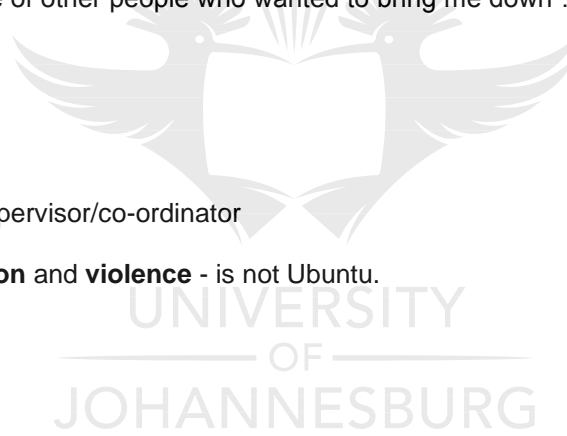 of other people who wanted to bring me down".
pervisor/co-ordinator
on and violence - is not Ubuntu.
UNIVERSITY
OF
JOHANNESBURG